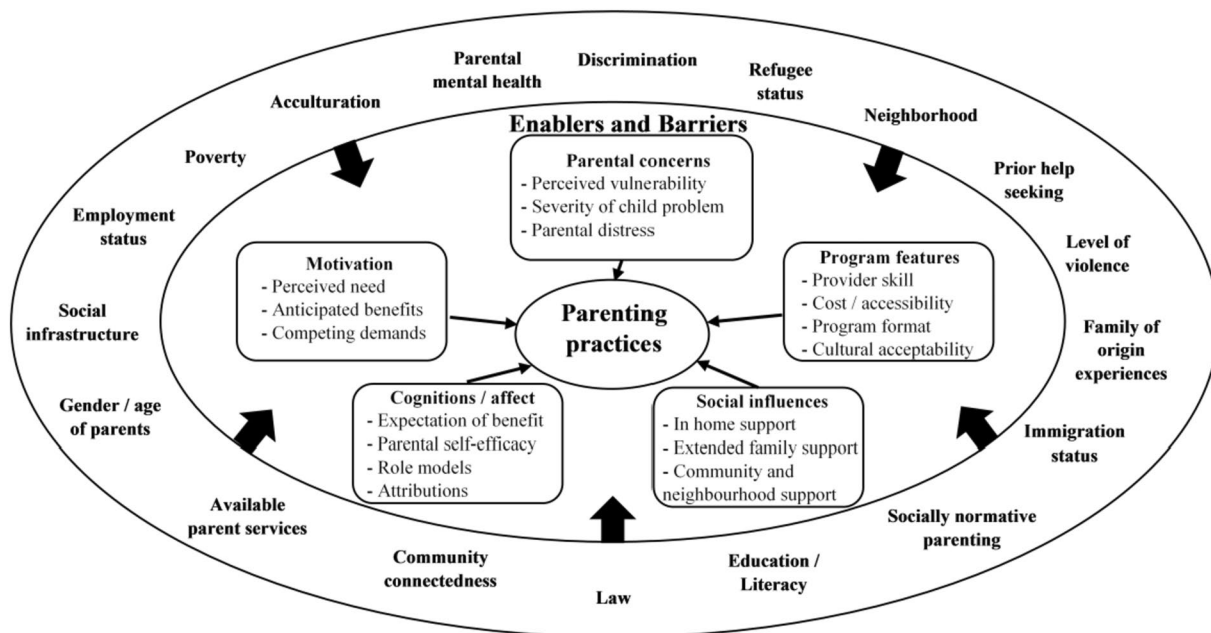 Parental
mental health
Discrimination
Refugee
status
Acculturation
Neighborhood
Poverty
Prior help
seeking
Employment
status
Level of
violence
Social
infrastructure
Family of
origin
experiences
Gender / age
of parents
Immigration
status
Available
parent services
Socially normative
parenting
Community
connectedness
Education /
Literacy
Law
Enablers and Barriers
Parental concerns
- Perceived vulnerability
- Severity of child problem
- Parental distress
Motivation
- Perceived need
- Anticipated benefits
- Competing demands
Program features
- Provider skill
- Cost / accessibility
- Program format
- Cultural acceptability
Parenting
practices
Cognitions / affect
- Expectation of benefit
- Parental self-efficacy
- Role models
- Attributions
Social influences
- In home support
- Extended family support
- Community and
neighbourhood support